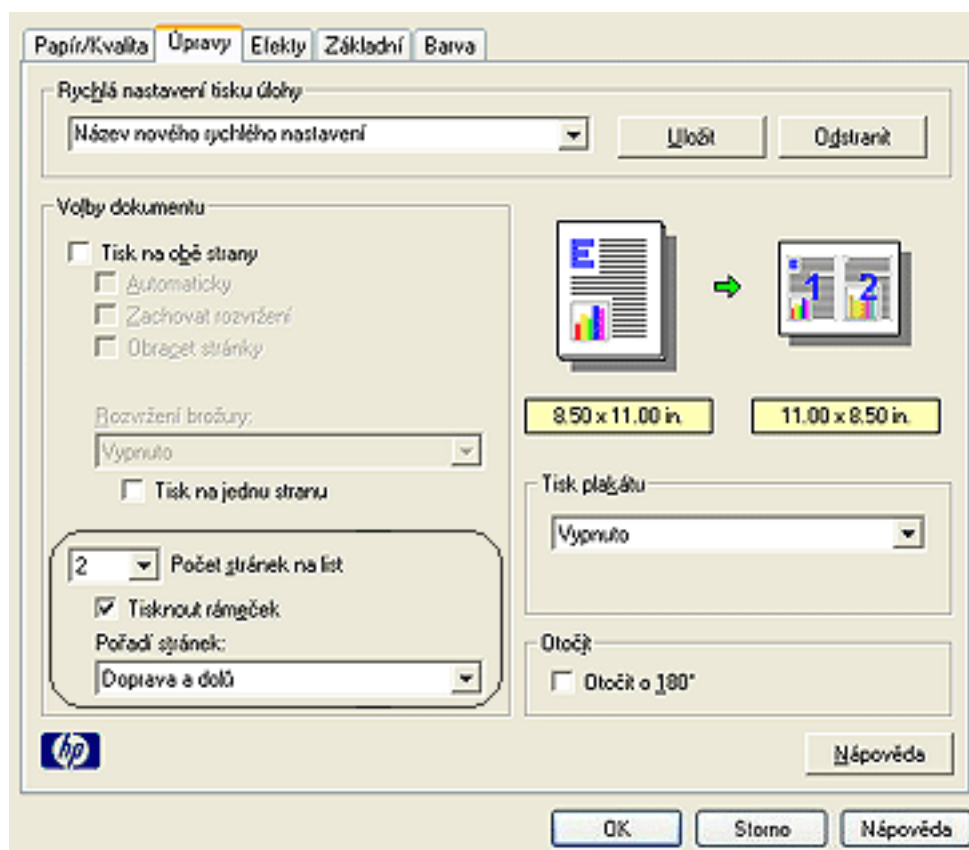 Papír/Kvalita Úpravy Efekty Základní Barva
Rychlá nastavení tisku úlohy
Název nového rychlého nastavení Uložit Odstranit
Volby dokumentu
Tisk na obě strany
Automaticky
Zachovat rozvržení
Obracet stránky
E 1 2
Rozvržení brožury:
8.50 x 11.00 in. 11.00 x 8.50 in.
Vypnuto
Tisk na jednu stranu
Tisk plakátu
Vypnuto
2 Počet stránek na list
Tisknout rámeček
Pořadí stránek:
Doprava a dolů
Otočit
Otočit o 180°
hp
Nápověda
OK Storno Nápověda